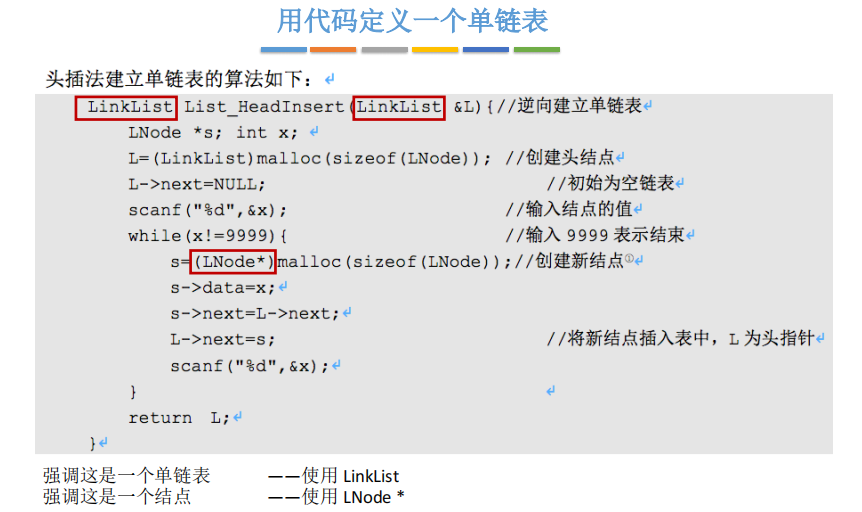 用代码定义一个单链表
头插法建立单链表的算法如下：↲
LinkList List_HeadInsert(LinkList &L){//逆向建立单链表↲
LNode *s; int x; ↲
L=(LinkList)malloc(sizeof(LNode)); //创建头结点↲
L->next=NULL; //初始为空链表↲
scanf("%d",&x); //输入结点的值↲
while(x!=9999){ //输入 9999 表示结束↲
s=(LNode*)malloc(sizeof(LNode));//创建新结点①↲
s->data=x;↲
s->next=L->next;↲
L->next=s; //将新结点插入表中，L 为头指针↲
scanf("%d",&x);↲
} ↲
return L;↲
}↲
强调这是一个单链表 ——使用 LinkList
强调这是一个结点 ——使用 LNode *